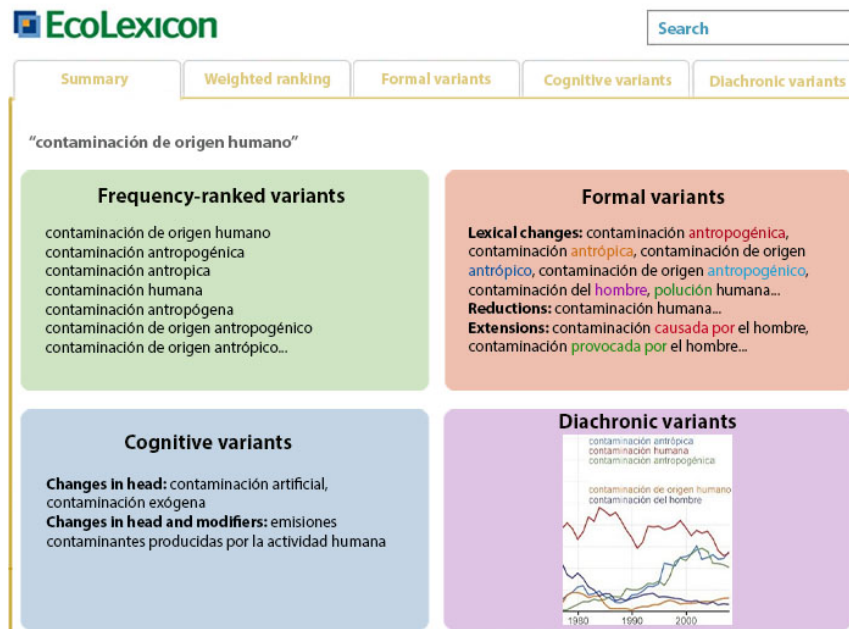 EcoLexicon
Search
Summary
Weighted ranking
Formal variants
Cognitive variants
Diachronic variants
“contaminación de origen humano”
Frequency-ranked variants
contaminación de origen humano
contaminación antropogénica
contaminación antropica
contaminación humana
contaminación antropógena
contaminación de origen antropogénico
contaminación de origen antrópico...
Formal variants
Lexical changes: contaminación antropogénica,
contaminación antrópica, contaminación de origen
antrópico, contaminación de origen antropogénico,
contaminación del hombre, polución humana...
Reductions: contaminación humana...
Extensions: contaminación causada por el hombre,
contaminación provocada por el hombre...
Cognitive variants
Changes in head: contaminación artificial,
contaminación exógena
Changes in head and modifiers: emisiones
contaminantes producidas por la actividad humana
Diachronic variants
contaminación antrópica
contaminación humana
contaminación antropogénica
contaminación de origen humano
contaminación del hombre
1980 1990 2000